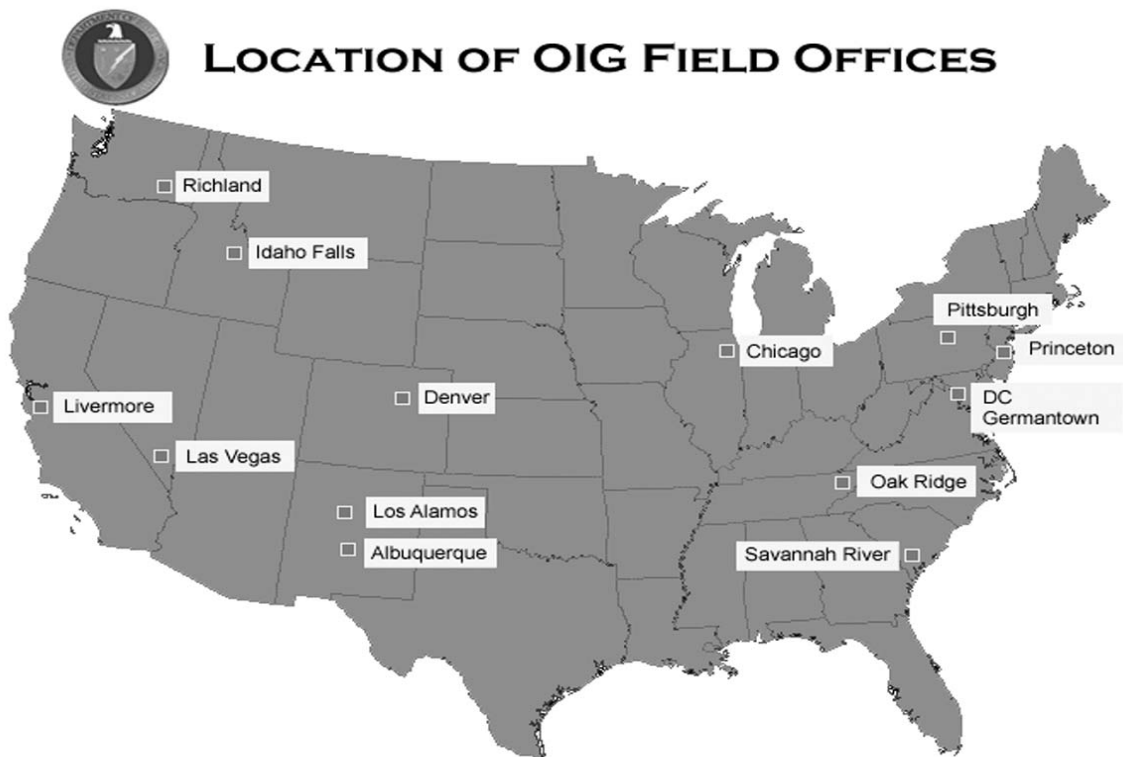 LOCATION OF OIG FIELD OFFICES
Richland
Idaho Falls
Pittsburgh
Chicago
Princeton
Denver
DC
Germantown
Livermore
Las Vegas
Oak Ridge
Los Alamos
Albuquerque
Savannah River